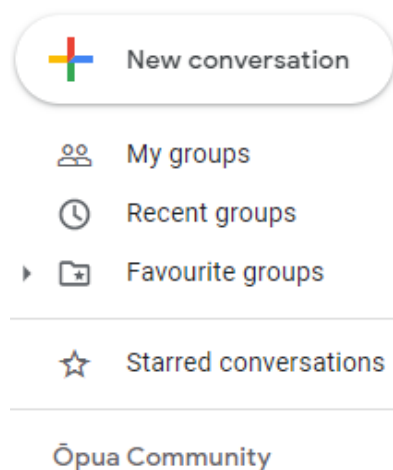 New conversation
My groups
Recent groups
Favourite groups
Starred conversations
Ōpua Community